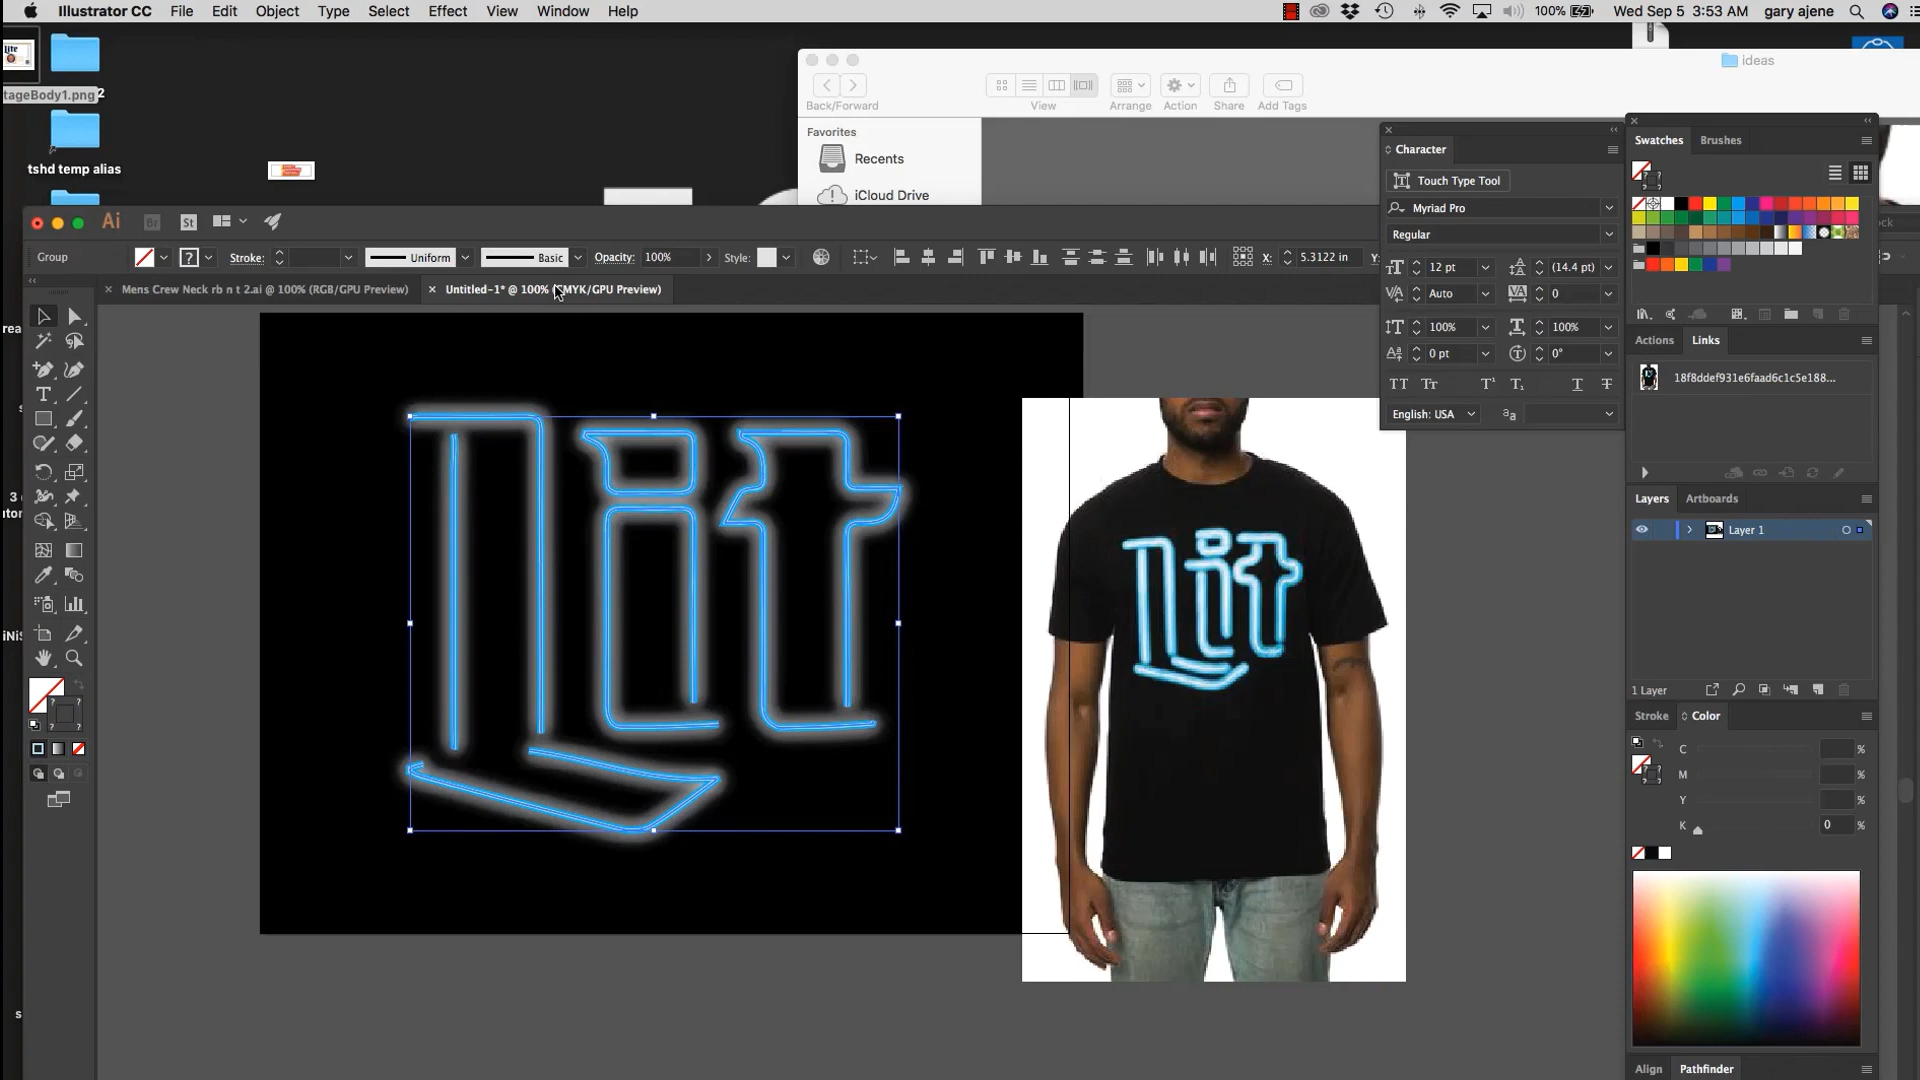 Illustrator CC File Edit Object Type Select Effect View Window Help
100% Wed Sep 5 3:53 AM gary ajene
Lite
tageBody1.png 2
ideas
Back/Forward View Arrange Action Share Add Tags
Favorites
Recents
iCloud Drive
tshd temp alias
Character
Touch Type Tool
Myriad Pro
Regular
12 pt (14.4 pt)
Auto 0
100% 100%
0 pt 0°
English: USA
Swatches Brushes
Ai Br St
Group Stroke: Uniform Basic Opacity: 100% Style: X: 5.3122 in
Mens Crew Neck rb n t 2.ai @ 100% (RGB/GPU Preview) Untitled-1* @ 100% (CMYK/GPU Preview)
Actions Links
18f8ddef931e6faad6c1c5e188...
Lit
Lit
Layers Artboards
Layer 1
1 Layer
Stroke Color
C %
M %
Y %
K 0 %
Align Pathfinder